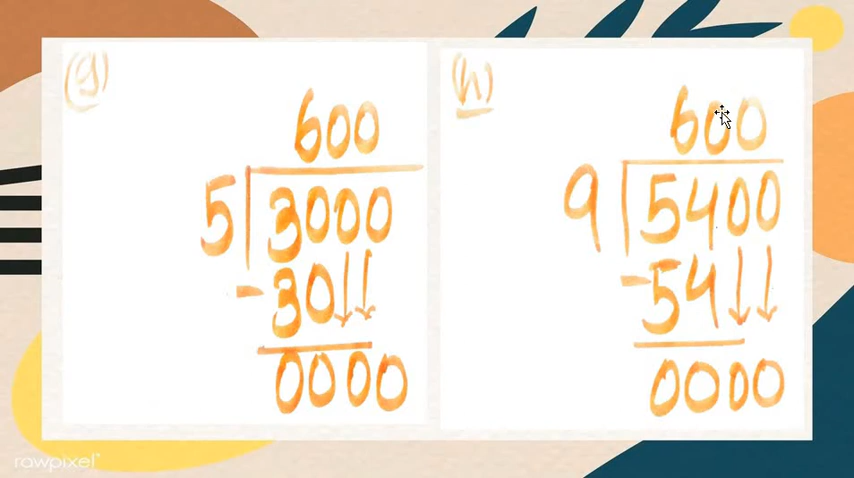 (g)
600
5 3000
-30↓↓
0000
(h)
600
9 5400
-54↓↓
0000
rawpixel